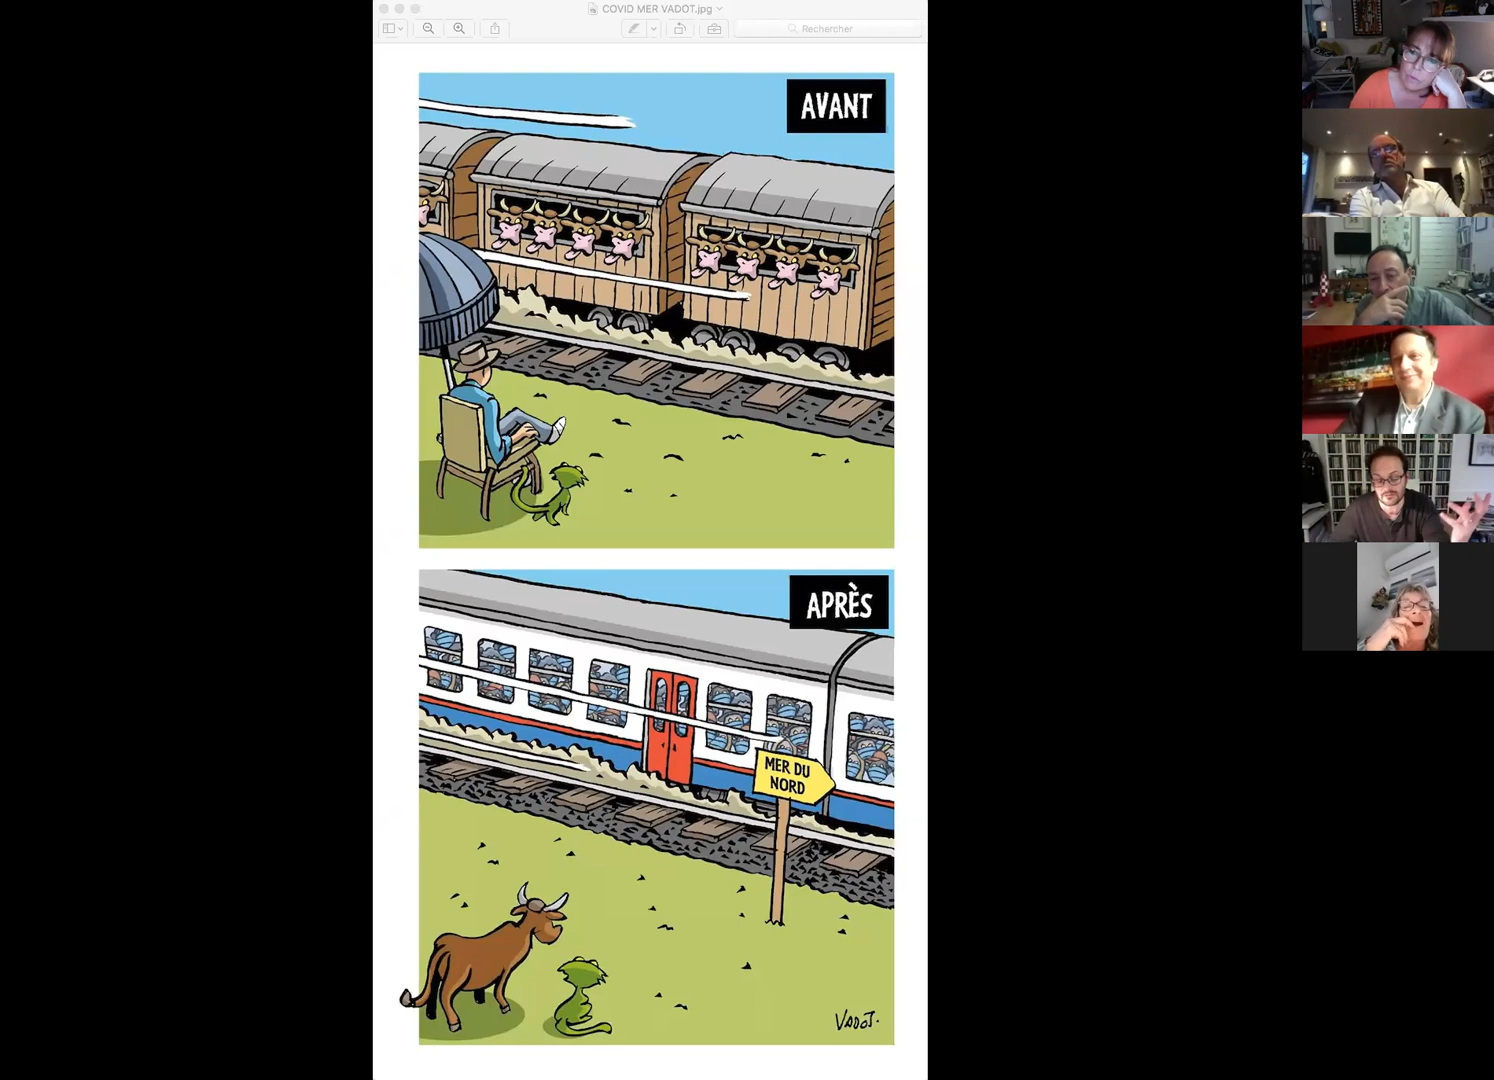 COVID MER VADOT.jpg
Rechercher
AVANT
APRÈS
MER DU
NORD
VADOT.